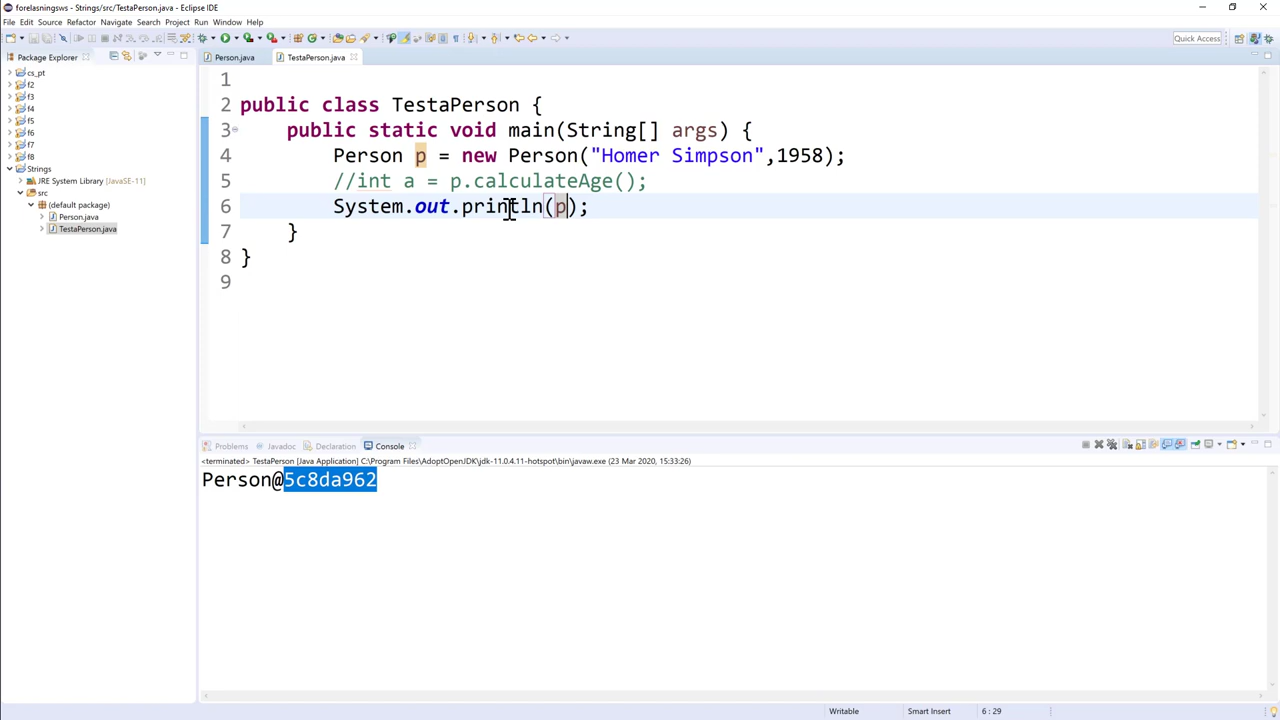 forelasningsws - Strings/src/TestaPerson.java - Eclipse IDE
File Edit Source Refactor Navigate Search Project Run Window Help
Quick Access
Package Explorer
Person.java
TestaPerson.java
cs_pt
f2
f3
f4
f5
f6
f7
f8
Strings
JRE System Library [JavaSE-11]
src
(default package)
Person.java
TestaPerson.java
1
2 public class TestaPerson {
3 public static void main(String[] args) {
4 Person p = new Person("Homer Simpson",1958);
5 //int a = p.calculateAge();
6 System.out.println(p);
7 }
8 }
9
Problems Javadoc Declaration Console
<terminated> TestaPerson [Java Application] C:\Program Files\AdoptOpenJDK\jdk-11.0.4.11-hotspot\bin\javaw.exe (23 Mar 2020, 15:33:26)
Person@5c8da962
Writable Smart Insert 6 : 29